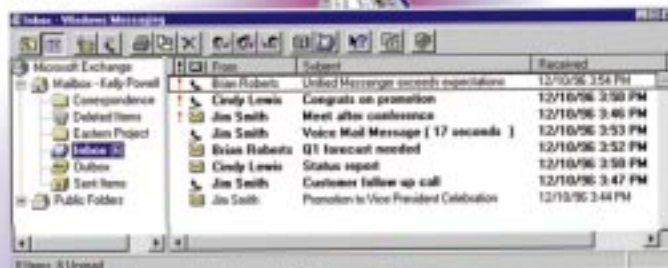 Inbox - Windows Messaging
From Subject Received
Microsoft Exchange
Mailbox - Kelly Powell
Correspondence
Deleted Items
Eastern Project
Inbox
Outbox
Sent Items
Public Folders
Brian Roberts Unified Messenger exceeds expectations 12/10/96 3:54 PM
Cindy Lewis Congrats on promotion 12/10/96 3:50 PM
Jim Smith Meet after conference 12/10/96 3:46 PM
Jim Smith Voice Mail Message ( 17 seconds ) 12/10/96 3:53 PM
Brian Roberts Q1 forecast needed 12/10/96 3:52 PM
Cindy Lewis Status report 12/10/96 3:50 PM
Jim Smith Customer follow up call 12/10/96 3:47 PM
Jim Smith Promotion to Vice President Celebration 12/10/96 3:44 PM